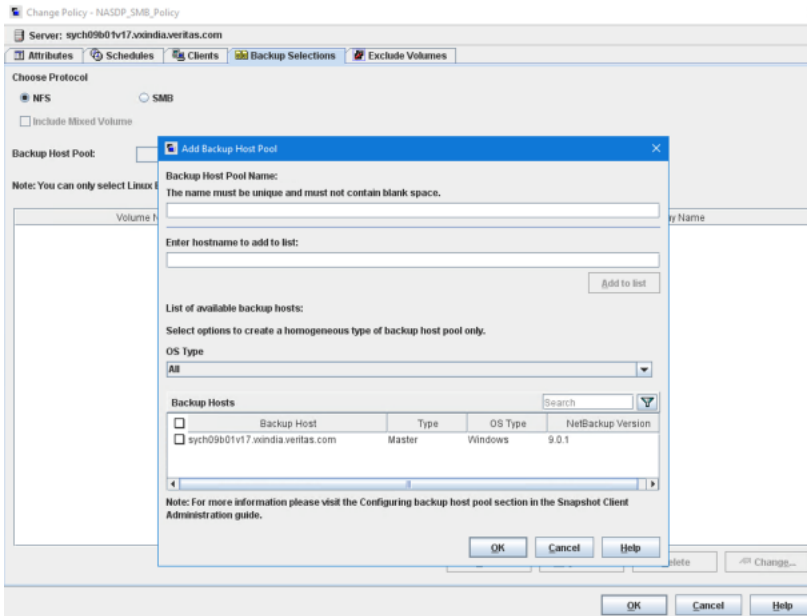 Change Policy - NASDP_SMB_Policy
Server: sych09b01v17.vxindia.veritas.com
Attributes Schedules Clients Backup Selections Exclude Volumes
Choose Protocol
NFS SMB
Include Mixed Volume
Backup Host Pool:
Note: You can only select Linux
Volume
y Name
Add Backup Host Pool
Backup Host Pool Name:
The name must be unique and must not contain blank space.
Enter hostname to add to list:
Add to list
List of available backup hosts:
Select options to create a homogeneous type of backup host pool only.
OS Type
All
Backup Hosts Search
Backup Host Type OS Type NetBackup Version
sych09b01v17.vxindia.veritas.com Master Windows 9.0.1
Note: For more information please visit the Configuring backup host pool section in the Snapshot Client
Administration guide.
OK Cancel Help
elete Change...
OK Cancel Help